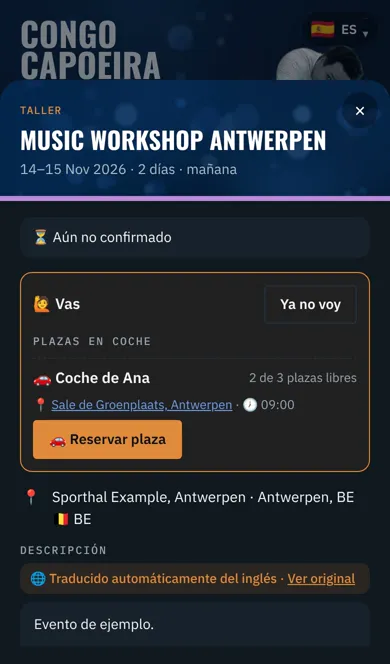 CONGO
CAPOEIRA
🇪🇸 ES ▾
TALLER
✕
MUSIC WORKSHOP ANTWERPEN
14–15 Nov 2026 · 2 días · mañana
⏳ Aún no confirmado
🙋 Vas
Ya no voy
PLAZAS EN COCHE
🚗 Coche de Ana
2 de 3 plazas libres
📍 Sale de Groenplaats, Antwerpen · 🕐 09:00
🚗 Reservar plaza
📍 Sporthal Example, Antwerpen · Antwerpen, BE
🇧🇪 BE
DESCRIPCIÓN
🌐 Traducido automáticamente del inglés · Ver original
Evento de ejemplo.